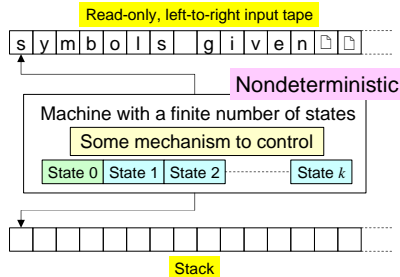 Read-only, left-to-right input tape
s y m b o l s g i v e n
Nondeterministic
Machine with a finite number of states
Some mechanism to control
State 0 State 1 State 2 State k
Stack